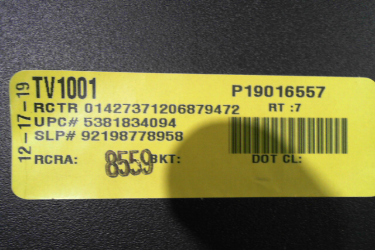 12-17-19
TV1001 P19016557
RCTR 01427371206879472 RT :7
UPC# 5381834094
SLP# 92198778958
RCRA: 8559 BKT: DOT CL: